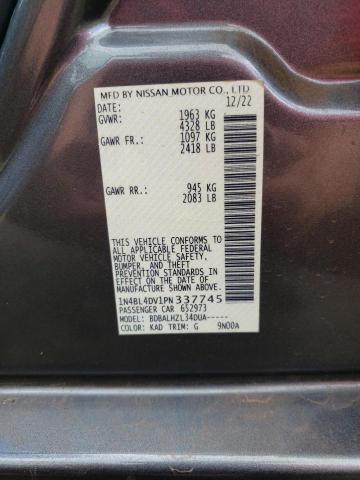 MFD BY NISSAN MOTOR CO., LTD
DATE: 12/22
GVWR: 1963 KG
4328 LB
GAWR FR.: 1097 KG
2418 LB
GAWR RR.: 945 KG
2083 LB
THIS VEHICLE CONFORMS
TO ALL APPLICABLE FEDERAL
MOTOR VEHICLE SAFETY,
BUMPER, AND THEFT
PREVENTION STANDARDS
IN EFFECT ON THE DATE OF
MANUFACTURE SHOWN ABOVE.
1N4BL4DV1PN337745
PASSENGER CAR 652973
MODEL: BDBALHZL34DUA-----
COLOR: KAD TRIM: G 9N00A